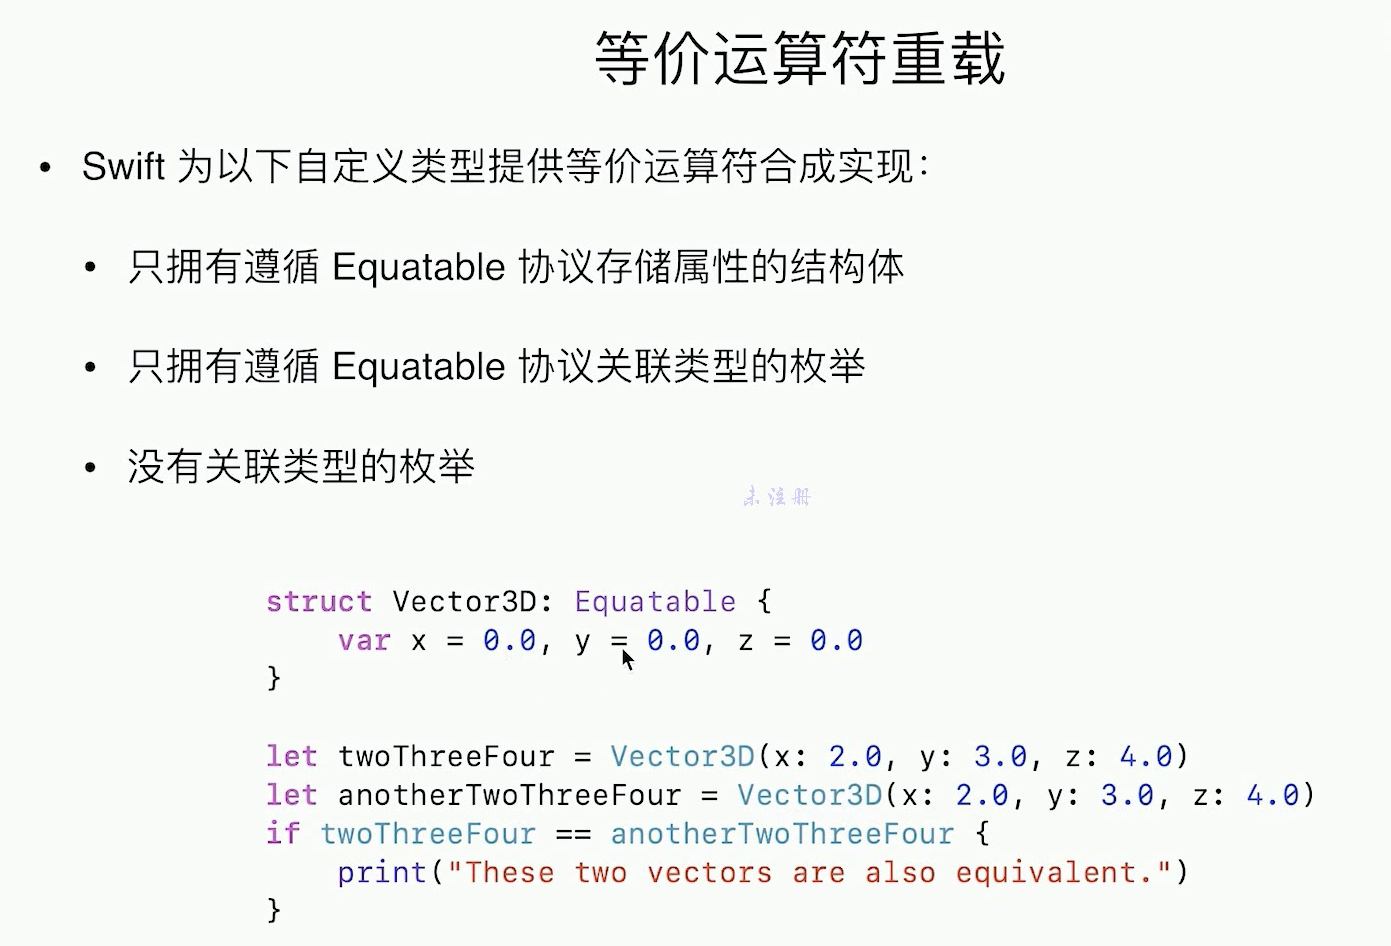 等价运算符重载
• Swift 为以下自定义类型提供等价运算符合成实现：
• 只拥有遵循 Equatable 协议存储属性的结构体
• 只拥有遵循 Equatable 协议关联类型的枚举
• 没有关联类型的枚举
未注册
struct Vector3D: Equatable {
    var x = 0.0, y = 0.0, z = 0.0
}
let twoThreeFour = Vector3D(x: 2.0, y: 3.0, z: 4.0)
let anotherTwoThreeFour = Vector3D(x: 2.0, y: 3.0, z: 4.0)
if twoThreeFour == anotherTwoThreeFour {
    print("These two vectors are also equivalent.")
}